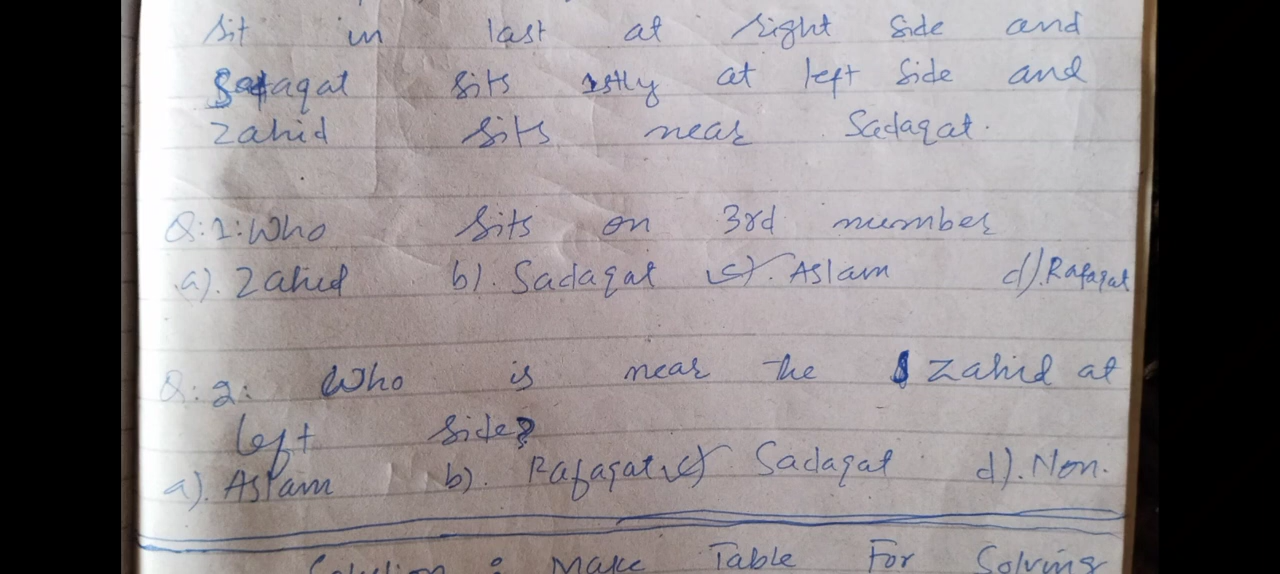 sit in last at right side and
Sadaqat sits 1stly at left side and
Zahid sits near Sadaqat.
Q:1: Who sits on 3rd number
a). Zahid b). Sadaqat c). Aslam d). Rafaqat
Q:2: Who is near the Zahid at
left side?
a). Aslam b). Rafaqat c) Sadaqat d). Non.
Solution : Make Table For Solving